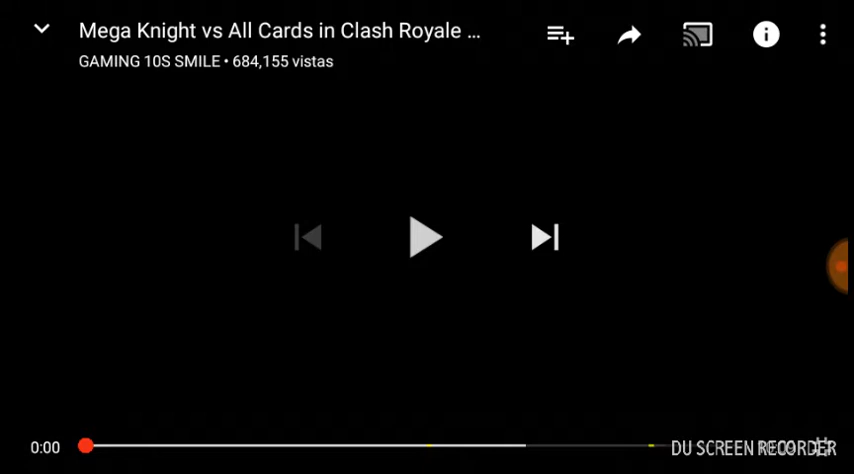 Mega Knight vs All Cards in Clash Royale ...
GAMING 10S SMILE • 684,155 vistas
0:00
DU SCREEN RECORDER